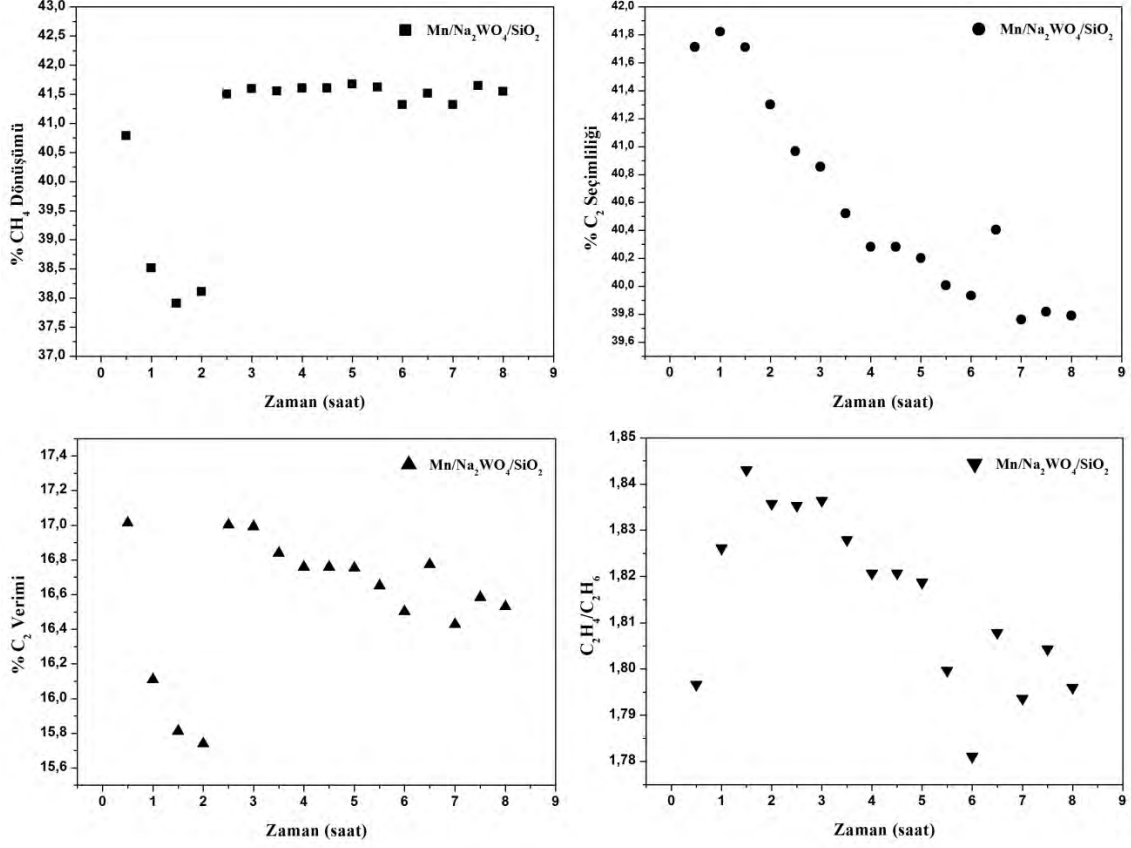 Mn/Na₂WO₄/SiO₂
43,0
42,5
42,0
41,5
41,0
40,5
40,0
39,5
39,0
38,5
38,0
37,5
37,0
% CH₄ Dönüşümü
0 1 2 3 4 5 6 7 8 9
Zaman (saat)
Mn/Na₂WO₄/SiO₂
42,0
41,8
41,6
41,4
41,2
41,0
40,8
40,6
40,4
40,2
40,0
39,8
39,6
% C₂ Seçimliliği
0 1 2 3 4 5 6 7 8 9
Zaman (saat)
Mn/Na₂WO₄/SiO₂
17,4
17,2
17,0
16,8
16,6
16,4
16,2
16,0
15,8
15,6
% C₂ Verimi
0 1 2 3 4 5 6 7 8 9
Zaman (saat)
Mn/Na₂WO₄/SiO₂
1,85
1,84
1,83
1,82
1,81
1,80
1,79
1,78
C₂H₄/C₂H₆
0 1 2 3 4 5 6 7 8 9
Zaman (saat)